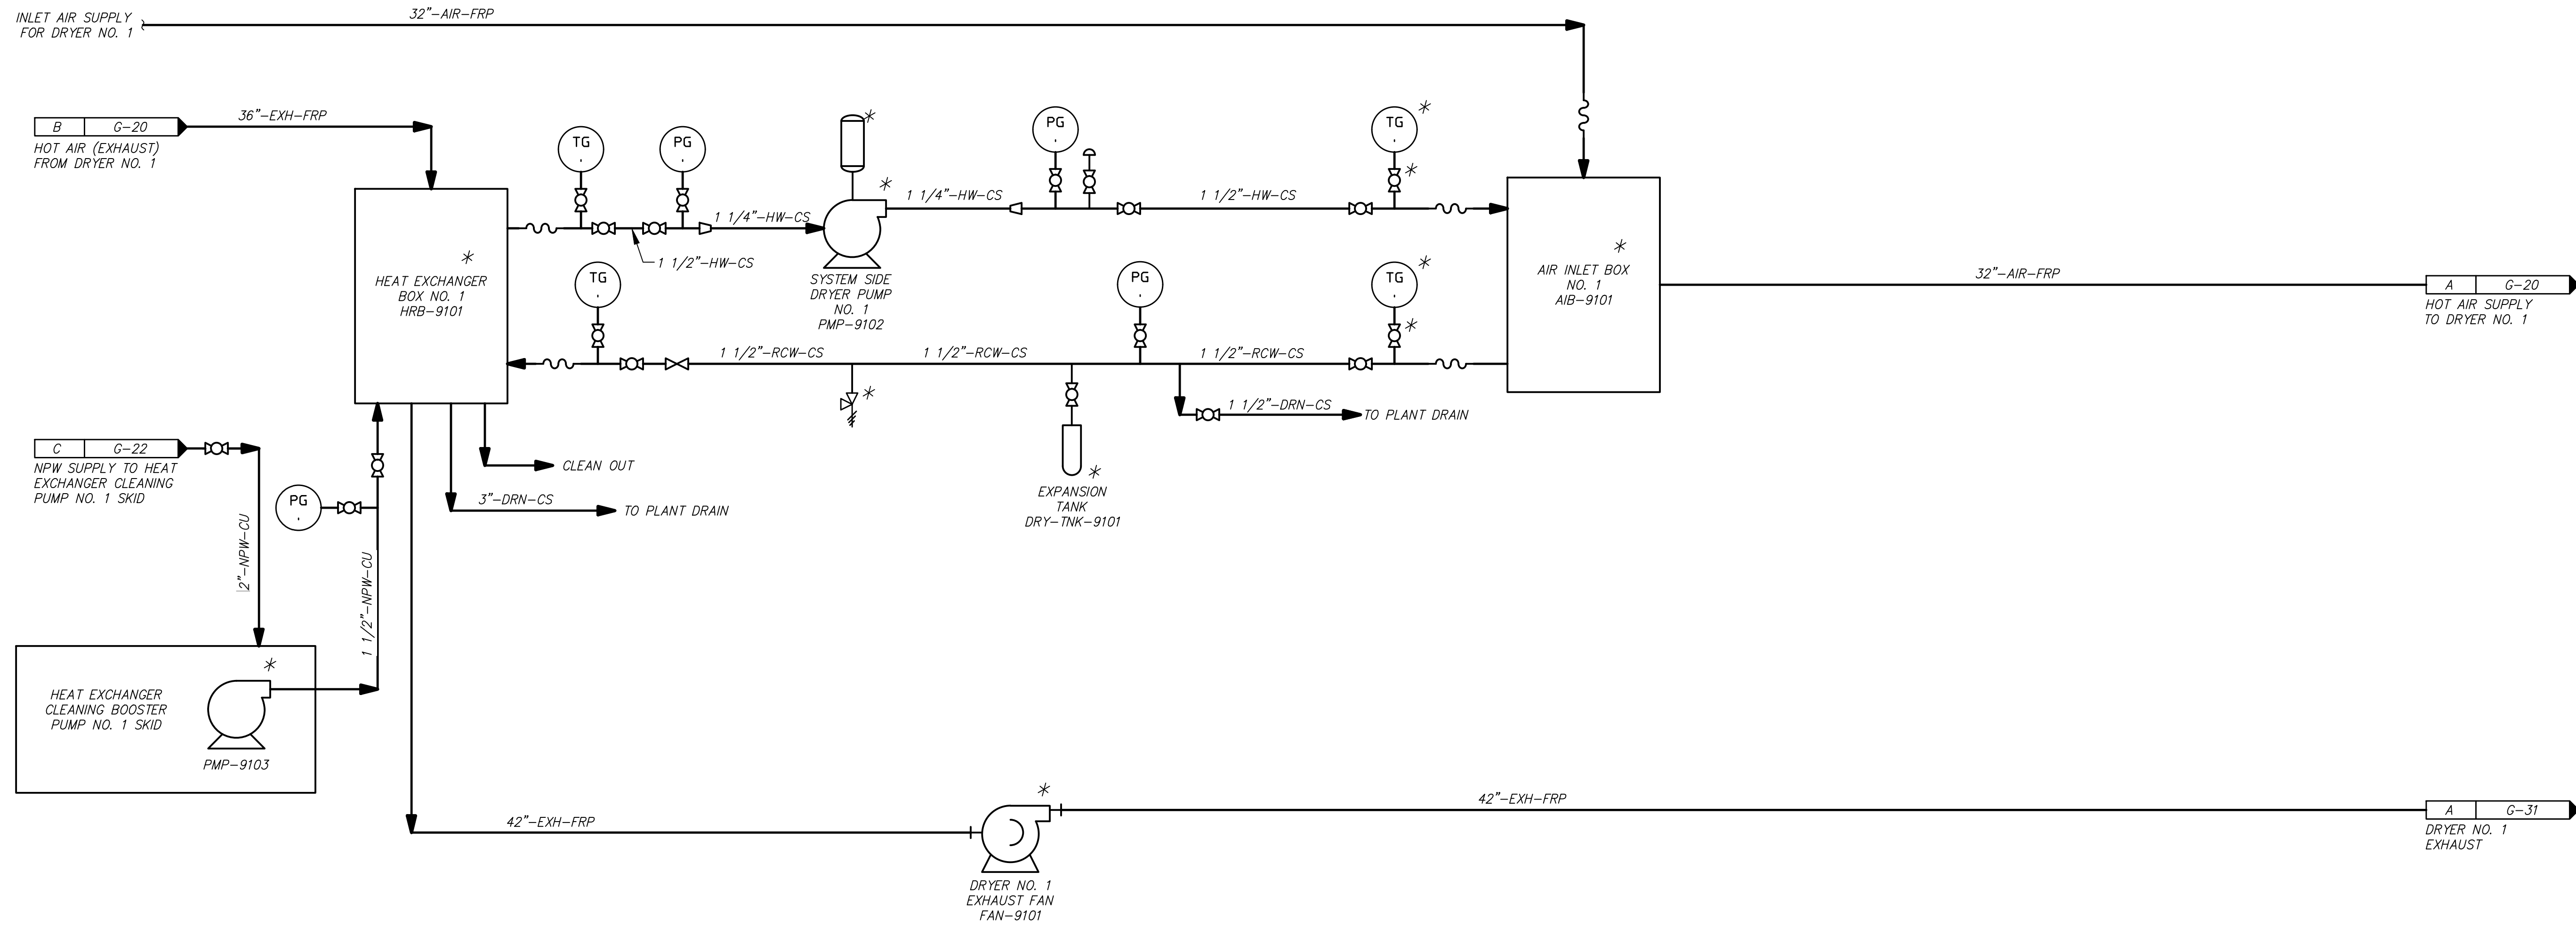 INLET AIR SUPPLY
FOR DRYER NO. 1
32"-AIR-FRP
B G-20
HOT AIR (EXHAUST)
FROM DRYER NO. 1
36"-EXH-FRP
TG
PG
PG
TG
1 1/4"-HW-CS
1 1/2"-HW-CS
1 1/4"-HW-CS
1 1/2"-HW-CS
SYSTEM SIDE
DRYER PUMP
NO. 1
PMP-9102
HEAT EXCHANGER
BOX NO. 1
HRB-9101
AIR INLET BOX
NO. 1
AIB-9101
32"-AIR-FRP
A G-20
HOT AIR SUPPLY
TO DRYER NO. 1
TG
PG
TG
1 1/2"-RCW-CS
1 1/2"-RCW-CS
1 1/2"-RCW-CS
1 1/2"-DRN-CS
TO PLANT DRAIN
EXPANSION
TANK
DRY-TNK-9101
C G-22
NPW SUPPLY TO HEAT
EXCHANGER CLEANING
PUMP NO. 1 SKID
CLEAN OUT
3"-DRN-CS
TO PLANT DRAIN
PG
2"-NPW-CU
1 1/2"-NPW-CU
HEAT EXCHANGER
CLEANING BOOSTER
PUMP NO. 1 SKID
PMP-9103
42"-EXH-FRP
DRYER NO. 1
EXHAUST FAN
FAN-9101
42"-EXH-FRP
A G-31
DRYER NO. 1
EXHAUST